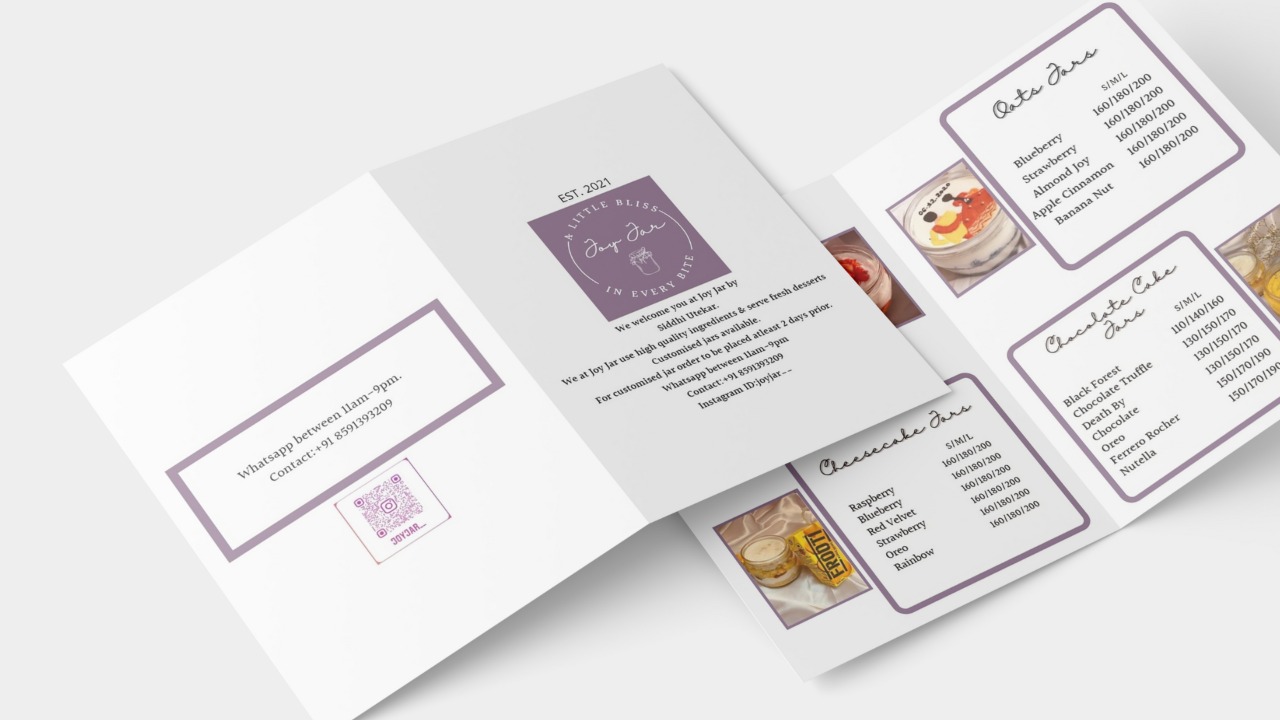 Whatsapp between 11am-9pm.
Contact:+91 8591393209
JOYJAR__
EST. 2021
A LITTLE BLISS
Joy Jar
IN EVERY BITE
We welcome you at Joy Jar by
Siddhi Utekar.
We at Joy Jar use high quality ingredients & serve fresh desserts
Customised jars available.
For customised jar order to be placed atleast 2 days prior.
Whatsapp between 11am-9pm
Contact:+91 8591393209
Instagram ID:joyjar__
Cheesecake Jars
S/M/L
Raspberry 160/180/200
Blueberry 160/180/200
Red Velvet 160/180/200
Strawberry 160/180/200
Oreo 160/180/200
Rainbow 160/180/200
FROOTI
Oats Jars
S/M/L
Blueberry 160/180/200
Strawberry 160/180/200
Almond Joy 160/180/200
Apple Cinnamon 160/180/200
Banana Nut 160/180/200
Chocolate Cake
Jars
S/M/L
110/140/160
Black Forest 130/150/170
Chocolate Truffle 130/150/170
Death By 130/150/170
Chocolate 150/170/190
Oreo 150/170/190
Ferrero Rocher
Nutella